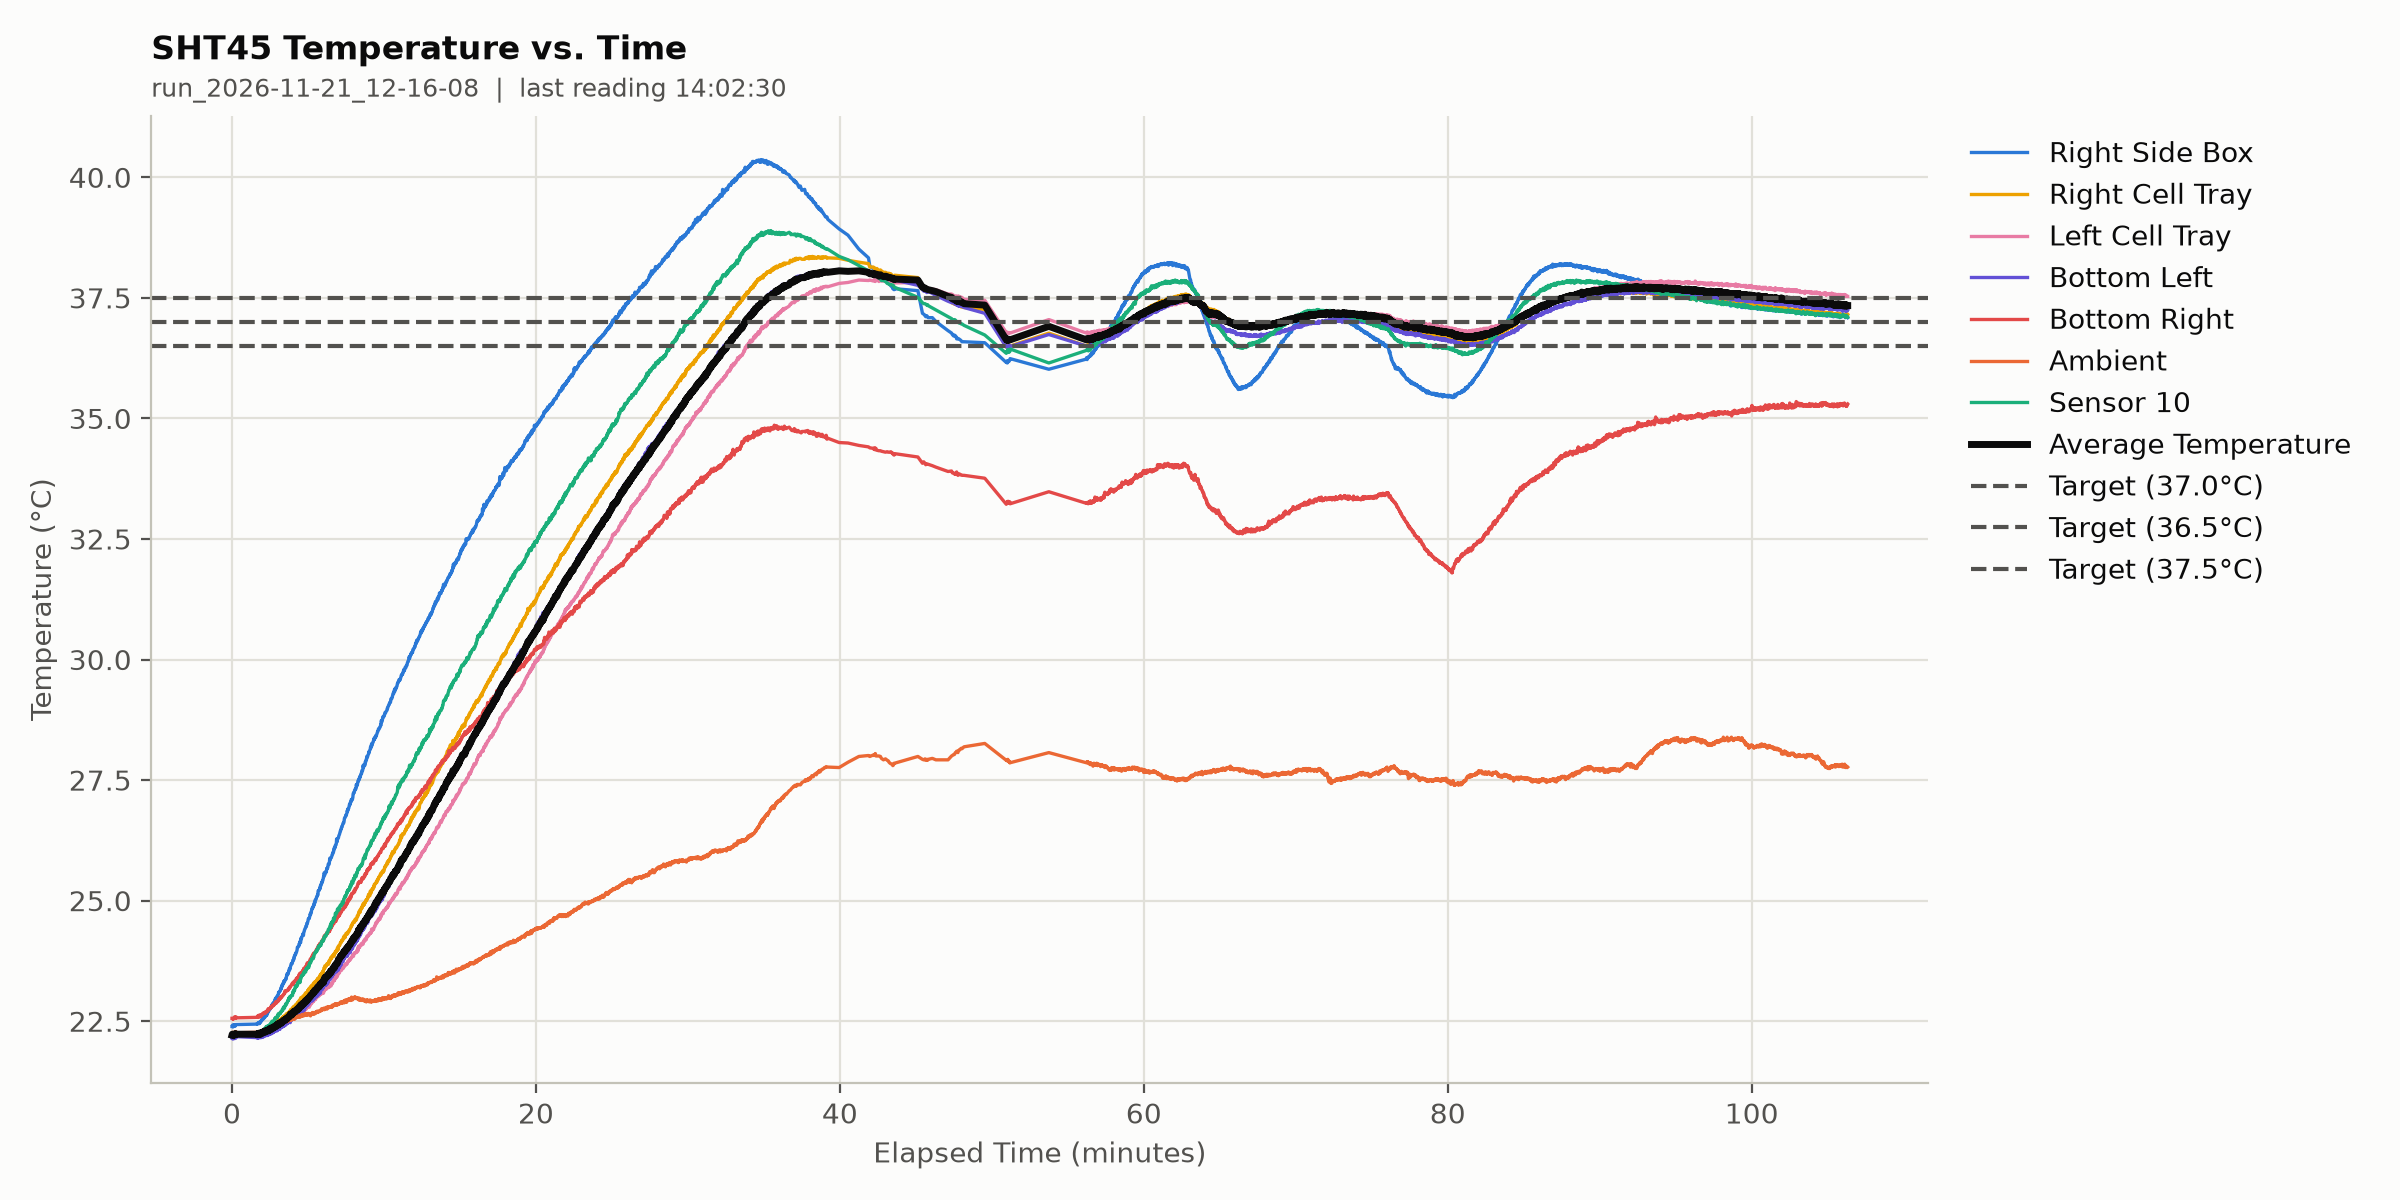 SHT45 Temperature vs. Time
run_2026-11-21_12-16-08 | last reading 14:02:30
Temperature (°C)
40.0
37.5
35.0
32.5
30.0
27.5
25.0
22.5
0 20 40 60 80 100
Elapsed Time (minutes)
Right Side Box
Right Cell Tray
Left Cell Tray
Bottom Left
Bottom Right
Ambient
Sensor 10
Average Temperature
Target (37.0°C)
Target (36.5°C)
Target (37.5°C)